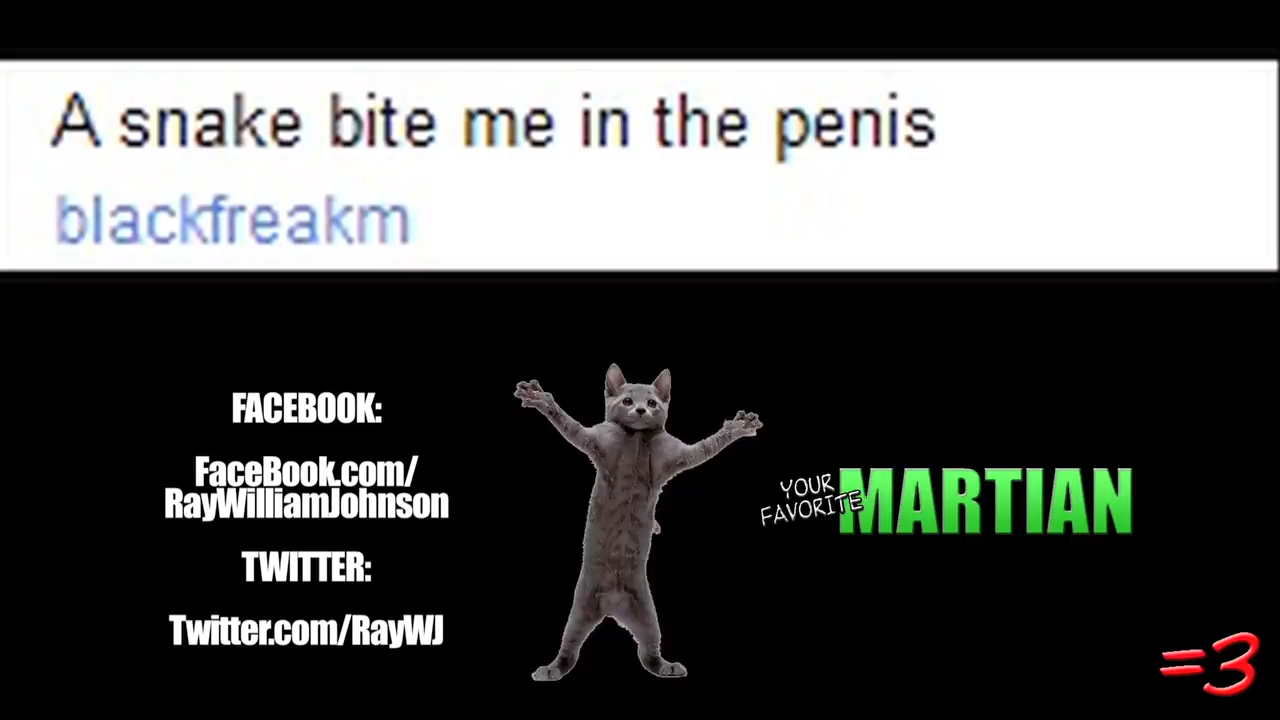 A snake bite me in the penis
blackfreakm
FACEBOOK:
FaceBook.com/
RayWilliamJohnson
TWITTER:
Twitter.com/RayWJ
YOUR
FAVORITE
MARTIAN
=3